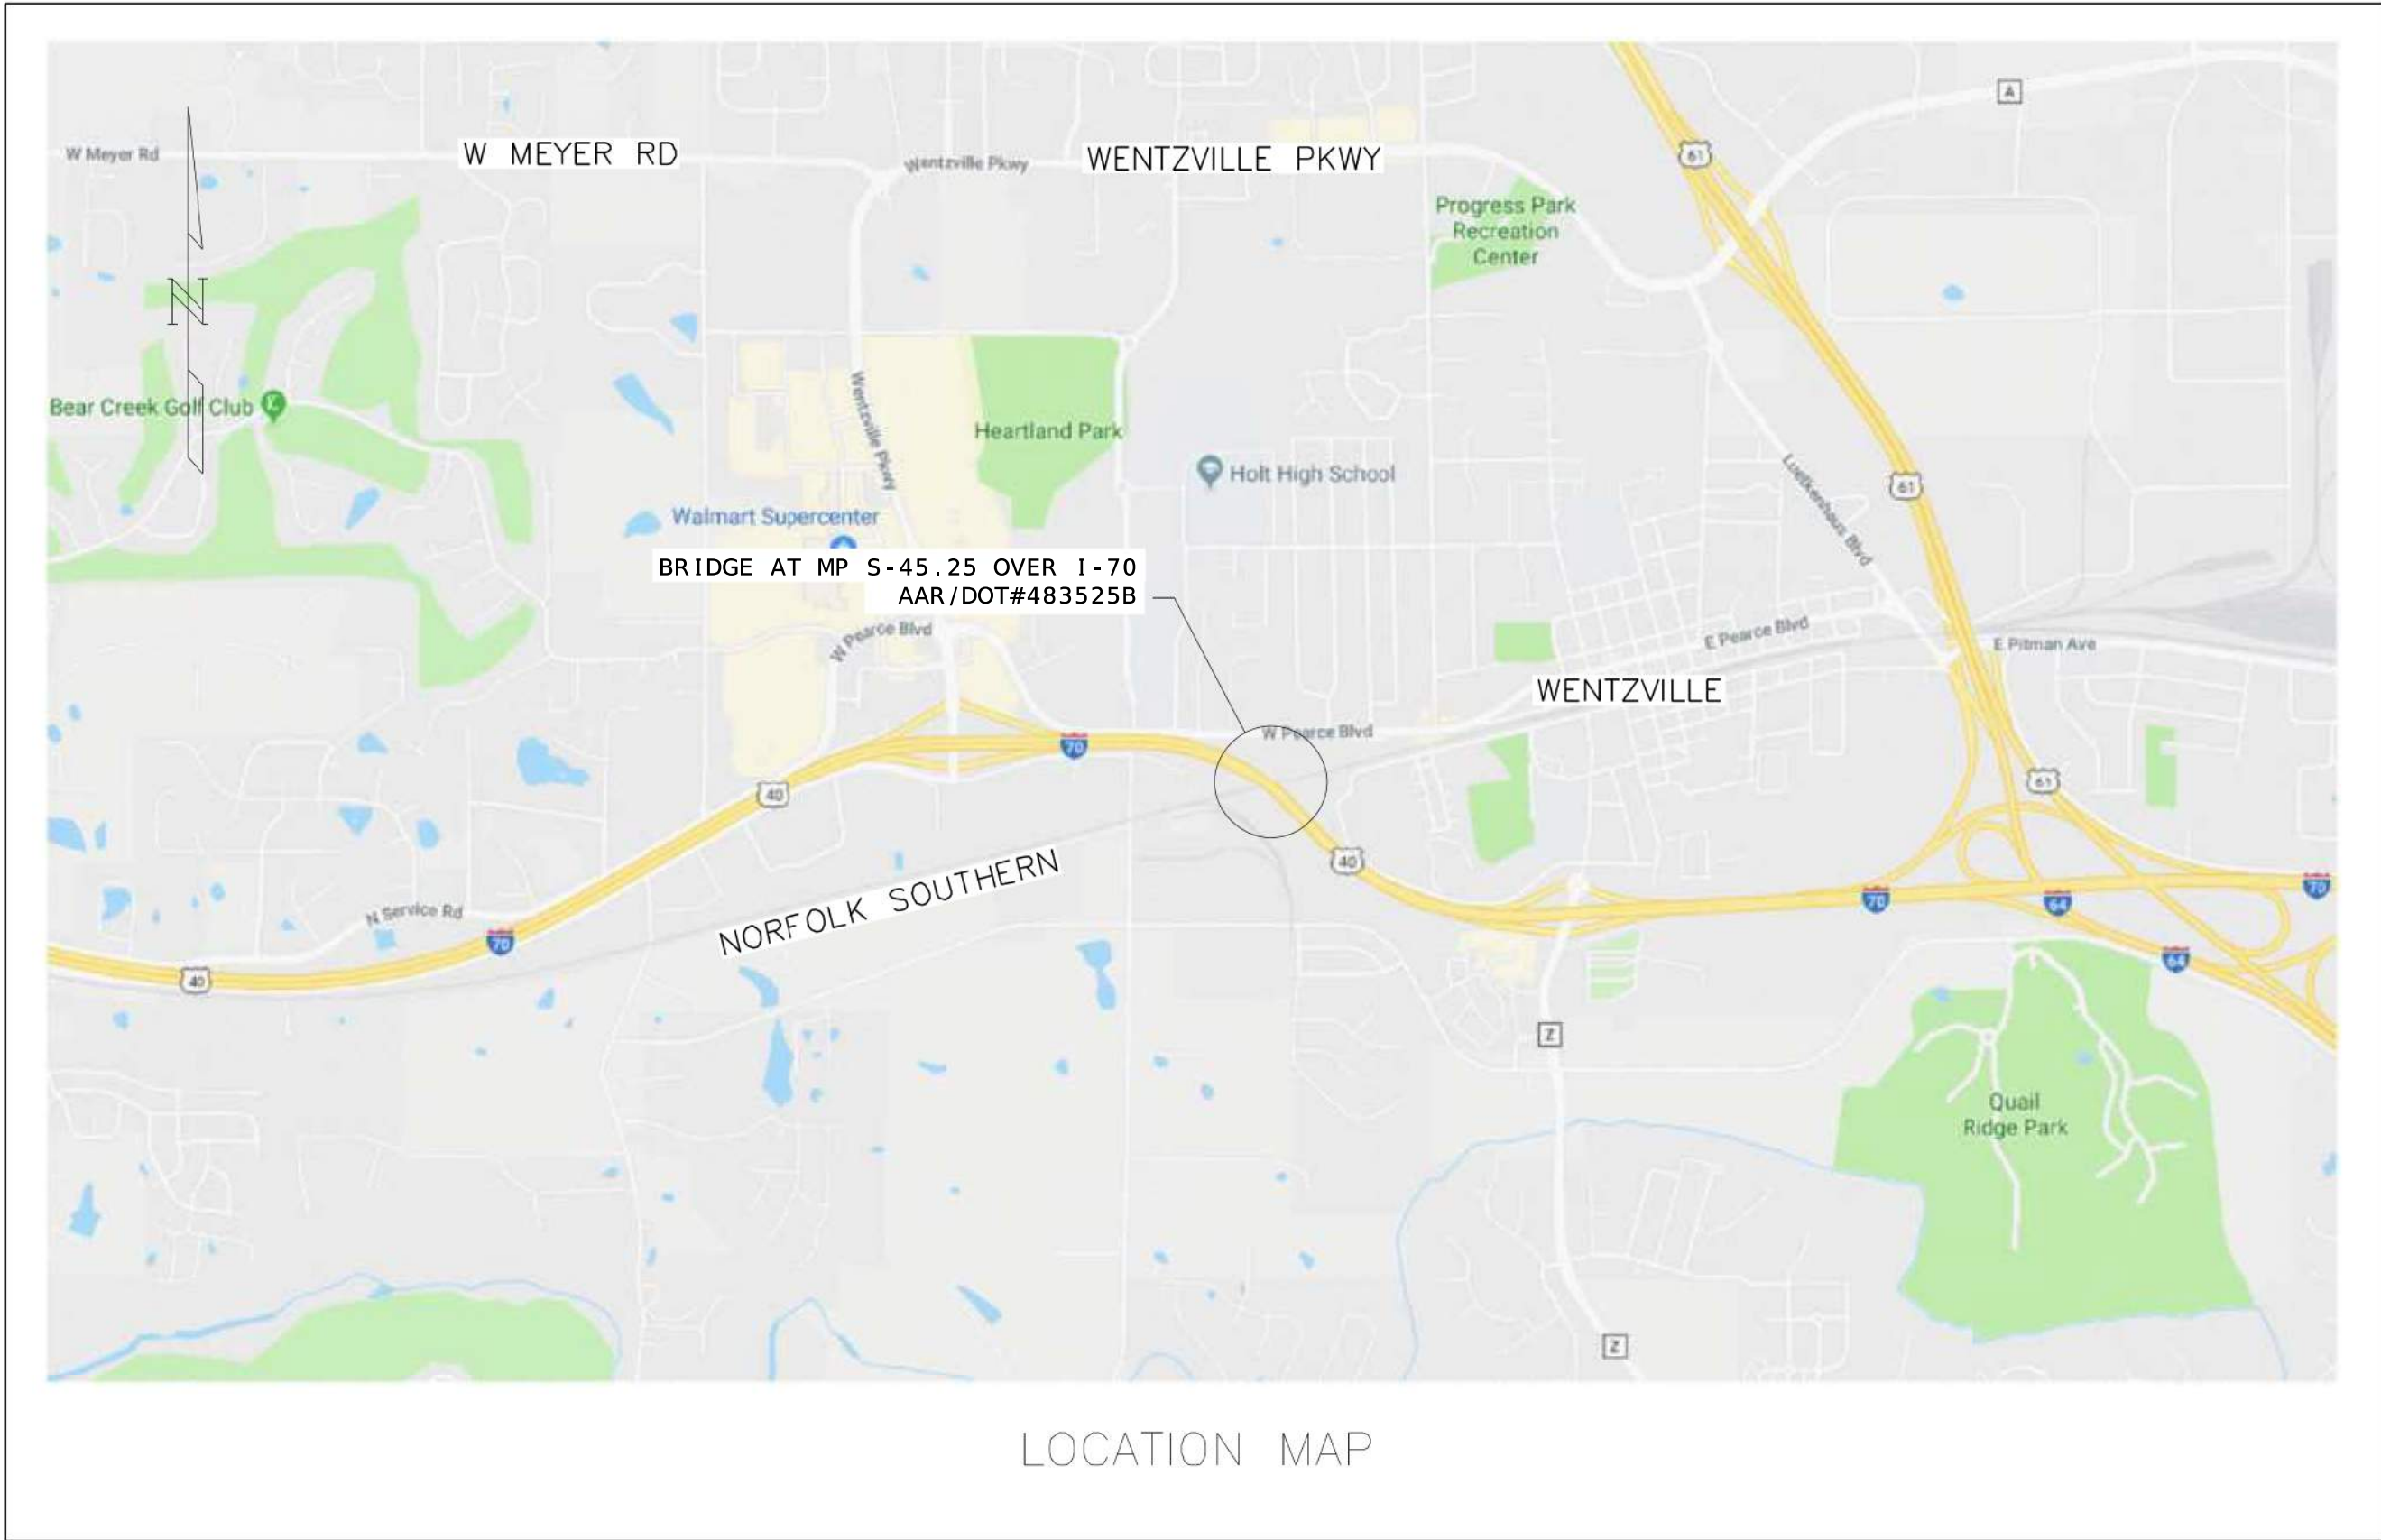 A
W Meyer Rd
W MEYER RD
Wentzville Pkwy
WENTZVILLE PKWY
61
Progress Park
Recreation
Center
N
Bear Creek Golf Club
Wentzville Pkwy
Heartland Park
Holt High School
Luetkenhaus Blvd
61
Walmart Supercenter
BRIDGE AT MP S-45.25 OVER I-70
AAR/DOT#483525B
W Pearce Blvd
E Pearce Blvd
E Pitman Ave
WENTZVILLE
W Pearce Blvd
70
40
61
40
NORFOLK SOUTHERN
70
64
70
N Service Rd
70
40
64
Z
Quail
Ridge Park
Z
LOCATION MAP